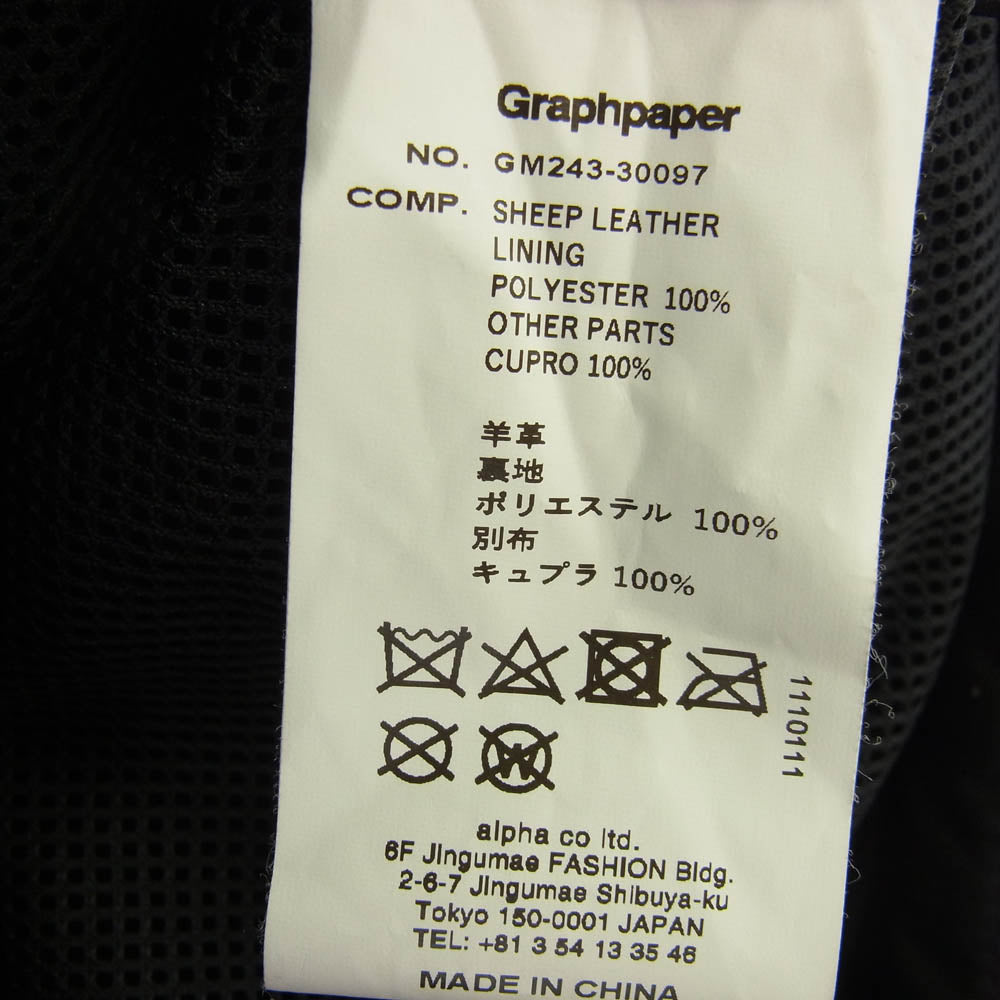 Graphpaper
NO. GM243-30097
COMP. SHEEP LEATHER
LINING
POLYESTER 100%
OTHER PARTS
CUPRO 100%
羊革
裏地
ポリエステル 100%
別布
キュプラ 100%
1110111
W
alpha co ltd.
6F Jingumae FASHION Bldg.
2-6-7 Jingumae Shibuya-ku
Tokyo 150-0001 JAPAN
TEL: +81 3 54 13 35 46
MADE IN CHINA